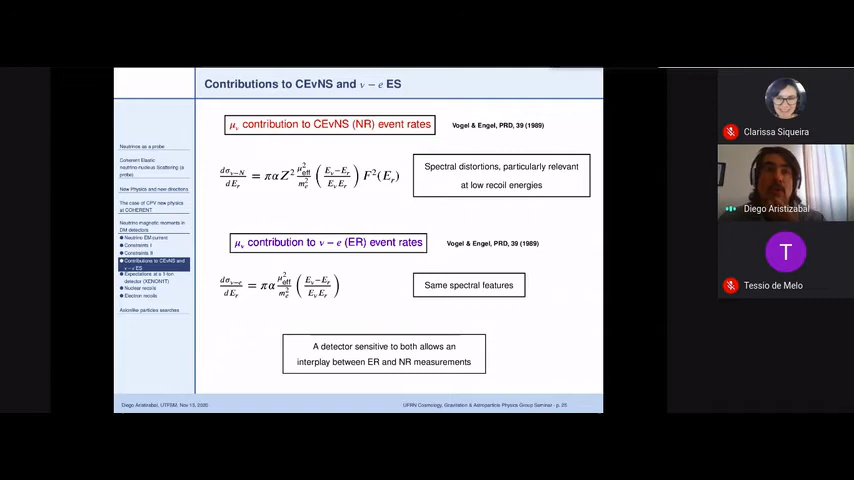 Contributions to CEvNS and ν − e ES
μν contribution to CEvNS (NR) event rates
Vogel & Engel, PRD, 39 (1989)
dσν−N/dEr = παZ² μ²eff/m²e (Eν−Er/EνEr) F²(Er)
Spectral distortions, particularly relevant
at low recoil energies
μν contribution to ν − e (ER) event rates
Vogel & Engel, PRD, 39 (1989)
dσν−e/dEr = πα μ²eff/m²e (Eν−Er/EνEr)
Same spectral features
A detector sensitive to both allows an
interplay between ER and NR measurements
Neutrinos as a probe
Coherent Elastic
neutrino-nucleus Scattering (a
probe)
New Physics and new directions
The case of CPV new physics
at COHERENT
Neutrino magnetic moments in
DM detectors
Neutrino EM current
Constraints I
Constraints II
Contributions to CEvNS and
ν − e ES
Expectations at a 1 ton
detector (XENON1T)
Nuclear recoils
Electron recoils
Axionlike particles searches
Diego Aristizabal, UTFSM, Nov 13, 2020
UFRN Cosmology, Gravitation & Astroparticle Physics Group Seminar - p. 25
Clarissa Siqueira
Diego Aristizabal
T
Tessio de Melo